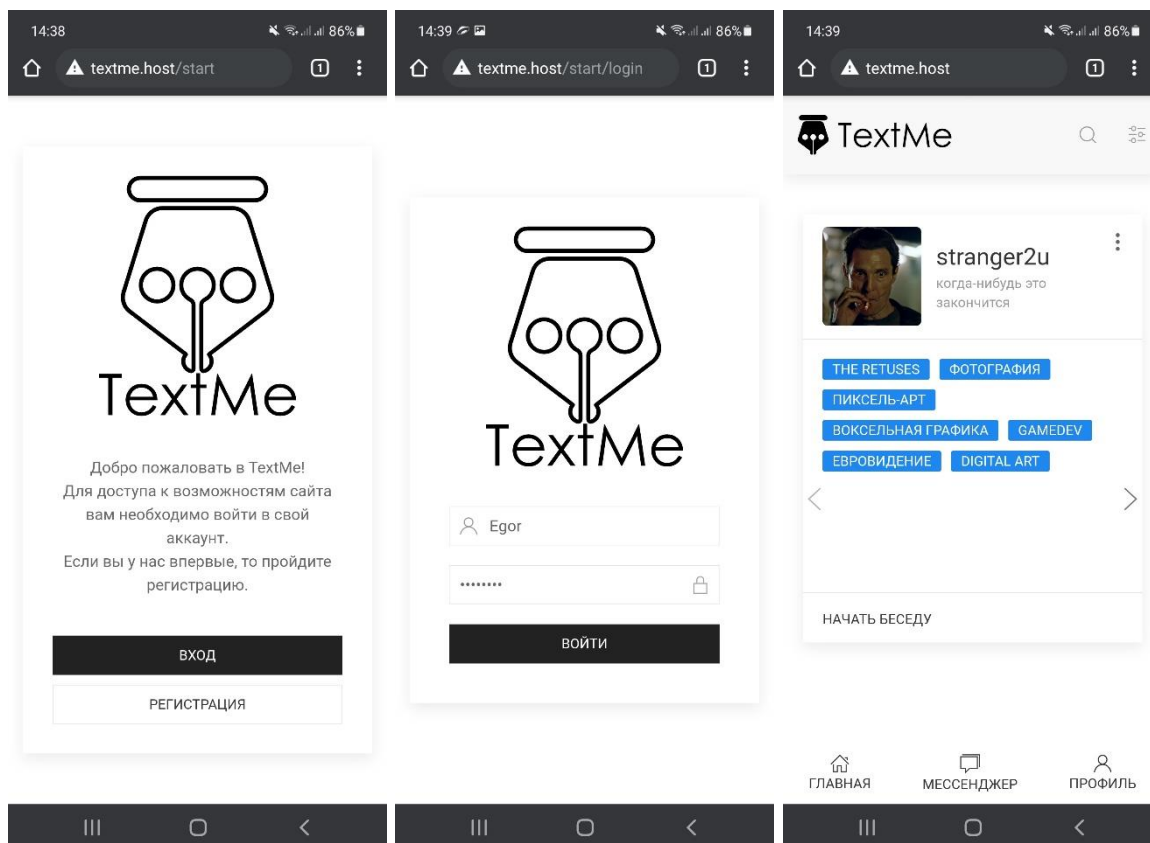 14:38
86%
textme.host/start
1
TextMe
Добро пожаловать в TextMe!
Для доступа к возможностям сайта
вам необходимо войти в свой
аккаунт.
Если вы у нас впервые, то пройдите
регистрацию.
ВХОД
РЕГИСТРАЦИЯ
14:39
86%
textme.host/start/login
1
TextMe
Egor
••••••••
ВОЙТИ
14:39
86%
textme.host
1
TextMe
stranger2u
когда-нибудь это
закончится
THE RETUSES ФОТОГРАФИЯ
ПИКСЕЛЬ-АРТ
ВОКСЕЛЬНАЯ ГРАФИКА GAMEDEV
ЕВРОВИДЕНИЕ DIGITAL ART
НАЧАТЬ БЕСЕДУ
ГЛАВНАЯ МЕССЕНДЖЕР ПРОФИЛЬ